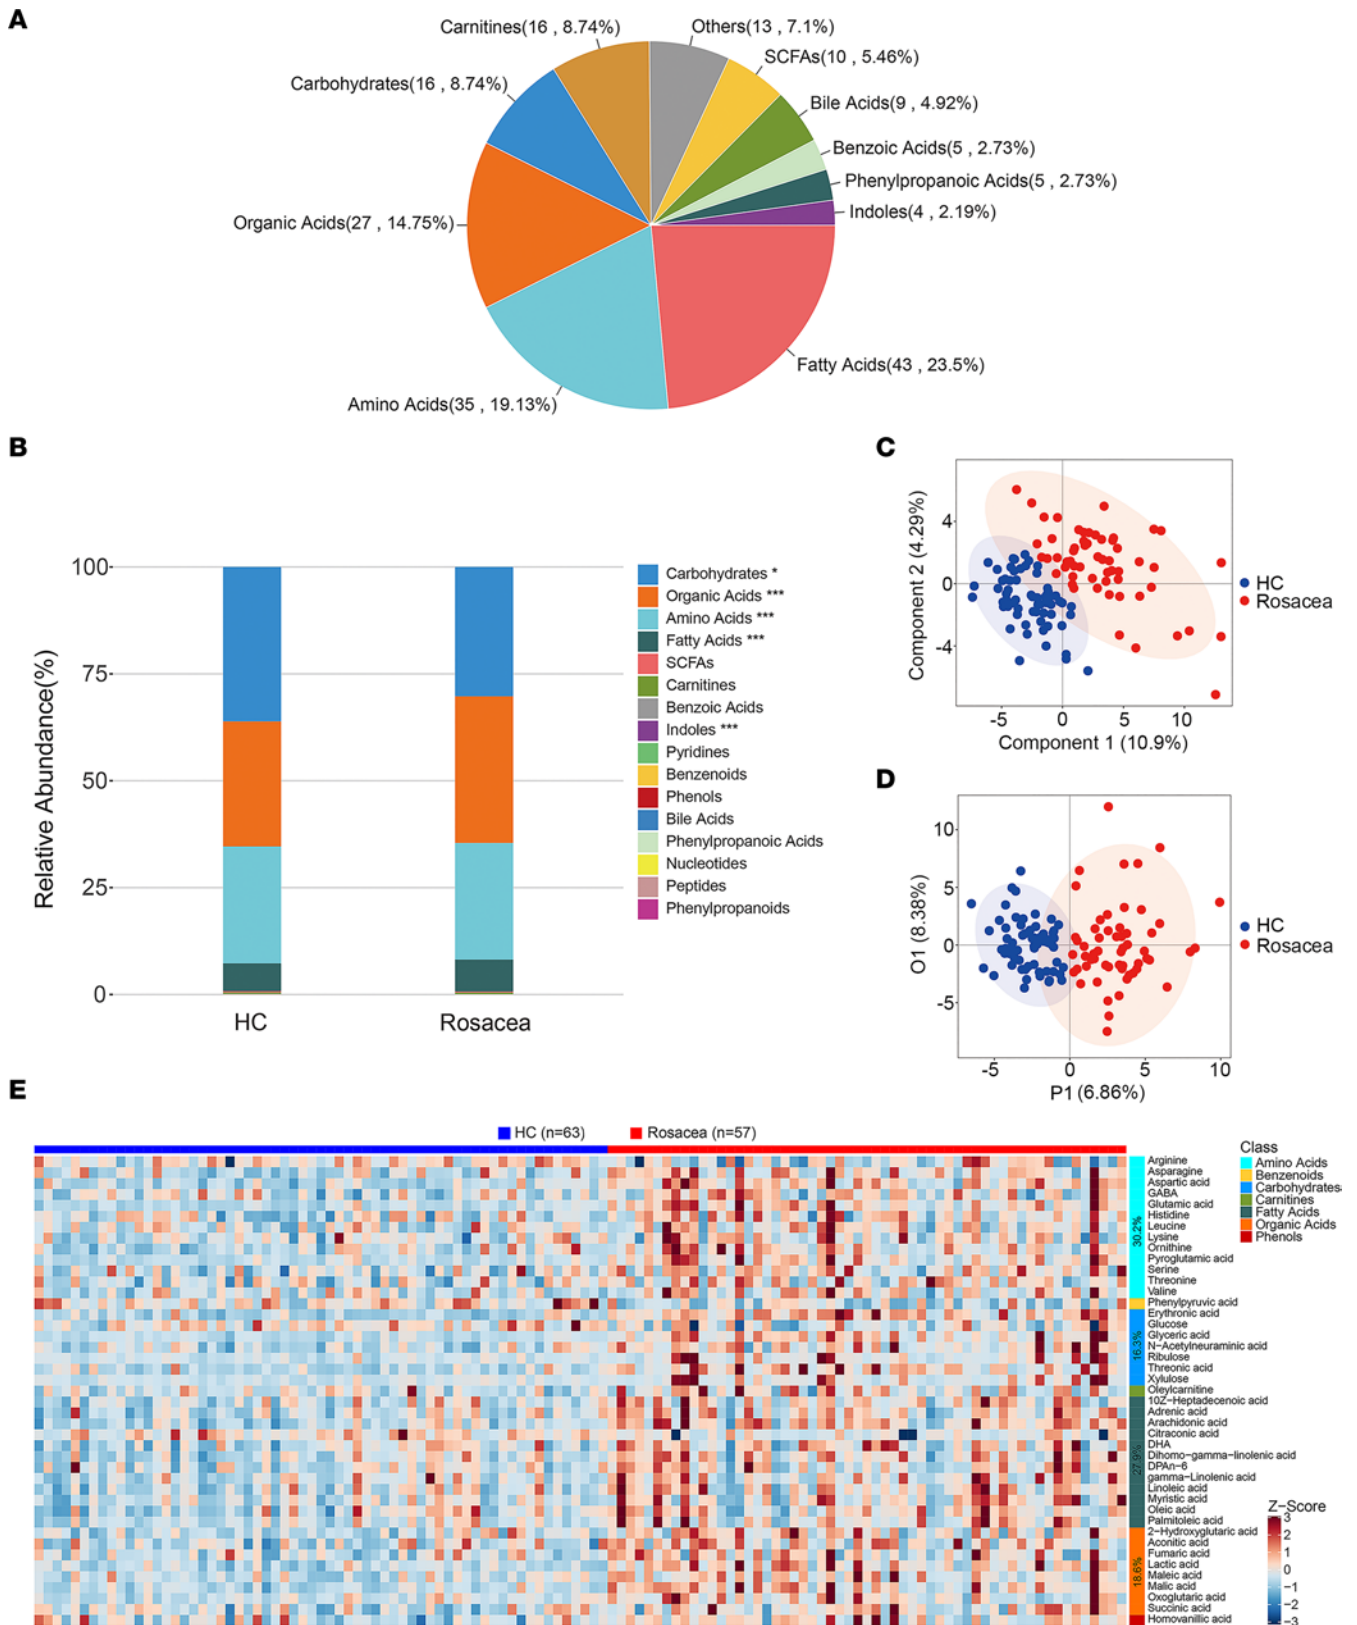 A
Carnitines(16 , 8.74%)
Others(13 , 7.1%)
SCFAs(10 , 5.46%)
Carbohydrates(16 , 8.74%)
Bile Acids(9 , 4.92%)
Benzoic Acids(5 , 2.73%)
Phenylpropanoic Acids(5 , 2.73%)
Indoles(4 , 2.19%)
Organic Acids(27 , 14.75%)
Fatty Acids(43 , 23.5%)
Amino Acids(35 , 19.13%)
B
Relative Abundance(%)
100
75
50
25
0
HC
Rosacea
Carbohydrates *
Organic Acids ***
Amino Acids ***
Fatty Acids ***
SCFAs
Carnitines
Benzoic Acids
Indoles ***
Pyridines
Benzenoids
Phenols
Bile Acids
Phenylpropanoic Acids
Nucleotides
Peptides
Phenylpropanoids
C
Component 2 (4.29%)
4
0
-4
-5
0
5
10
Component 1 (10.9%)
HC
Rosacea
D
O1 (8.38%)
10
5
0
-5
-5
0
5
10
P1 (6.86%)
HC
Rosacea
E
HC (n=63)
Rosacea (n=57)
30.2%
16.3%
27.9%
18.6%
Arginine
Asparagine
Aspartic acid
GABA
Glutamic acid
Histidine
Leucine
Lysine
Ornithine
Pyroglutamic acid
Serine
Threonine
Valine
Phenylpyruvic acid
Erythronic acid
Glucose
Glyceric acid
N−Acetylneuraminic acid
Ribulose
Threonic acid
Xylulose
Oleylcarnitine
10Z−Heptadecenoic acid
Adrenic acid
Arachidonic acid
Citraconic acid
DHA
Dihomo−gamma−linolenic acid
DPAn−6
gamma−Linolenic acid
Linoleic acid
Myristic acid
Oleic acid
Palmitoleic acid
2−Hydroxyglutaric acid
Aconitic acid
Fumaric acid
Lactic acid
Maleic acid
Malic acid
Oxoglutaric acid
Succinic acid
Homovanillic acid
Class
Amino Acids
Benzenoids
Carbohydrates
Carnitines
Fatty Acids
Organic Acids
Phenols
Z−Score
3
2
1
0
−1
−2
−3